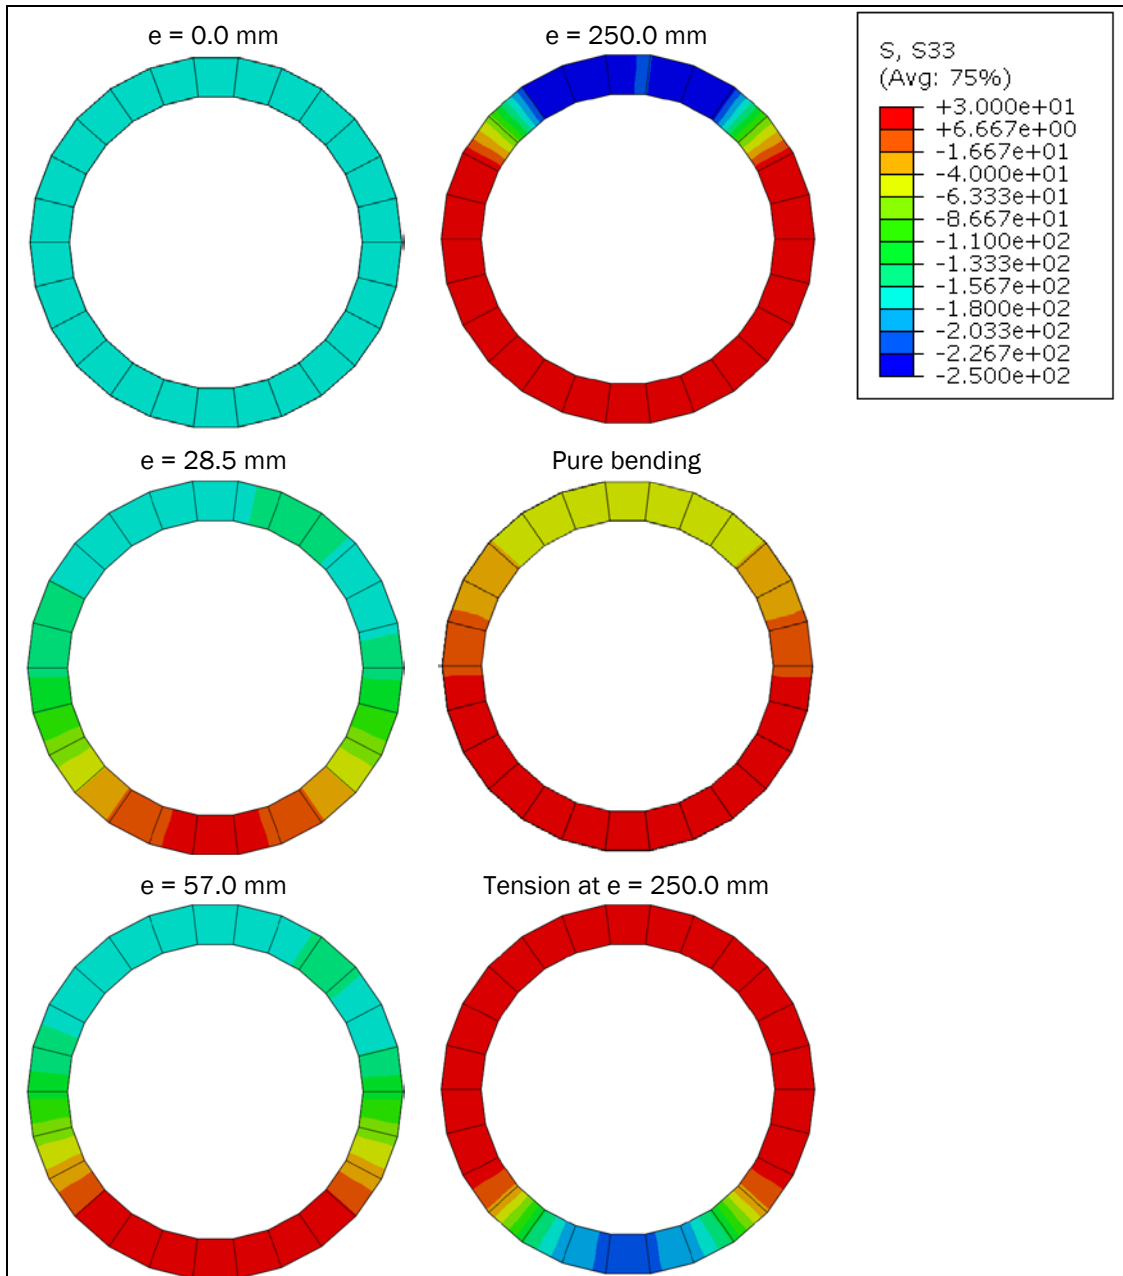 e = 0.0 mm
e = 250.0 mm
S, S33
(Avg: 75%)
+3.000e+01
+6.667e+00
-1.667e+01
-4.000e+01
-6.333e+01
-8.667e+01
-1.100e+02
-1.333e+02
-1.567e+02
-1.800e+02
-2.033e+02
-2.267e+02
-2.500e+02
e = 28.5 mm
Pure bending
e = 57.0 mm
Tension at e = 250.0 mm